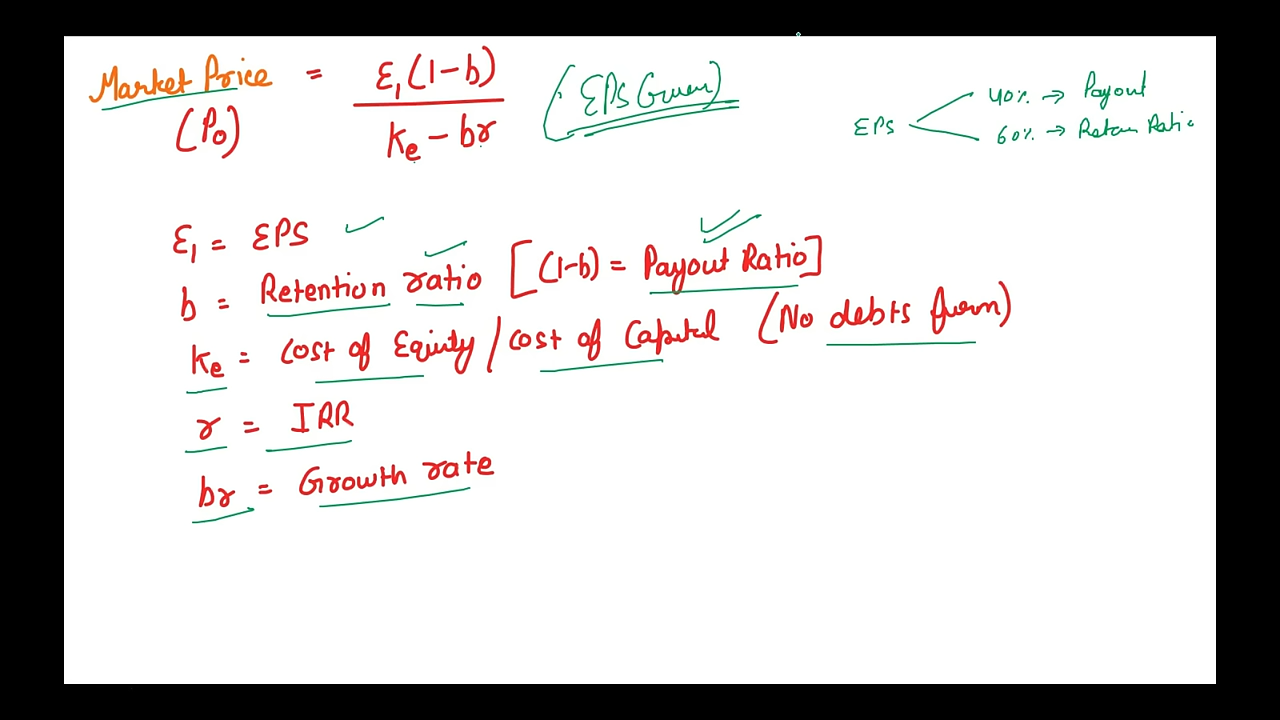 Market Price = E₁(1-b) / Ke - br (EPS Given)
(P₀)
EPS 40% → Payout
60% → Retain Ratio
E₁ = EPS ✓
b = Retention ratio ✓ [(1-b) = Payout Ratio] ✓✓
Ke = Cost of Equity / Cost of Capital (No debts firm)
r = IRR
br = Growth rate